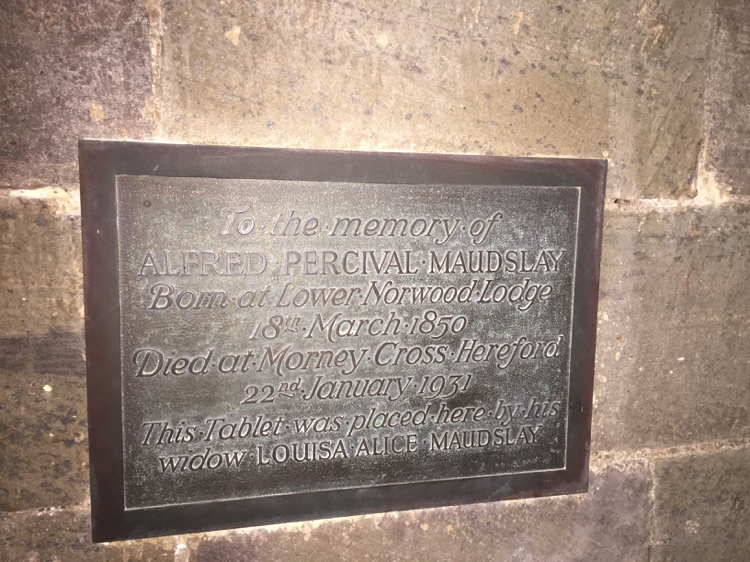 To·the·memory·of
ALFRED·PERCIVAL·MAUDSLAY
Born·at·Lower·Norwood·Lodge
18th·March·1850
Died·at·Morney·Cross·Hereford
22nd·January·1931
This·Tablet·was·placed·here·by·his
widow·LOUISA·ALICE·MAUDSLAY